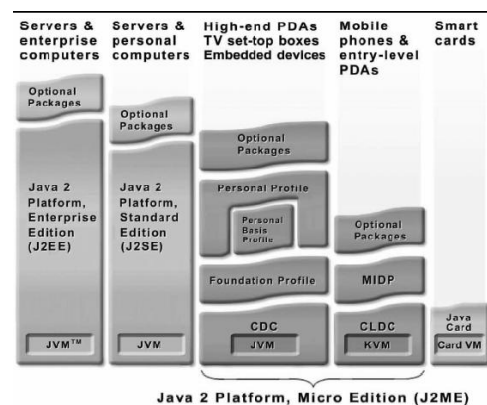 Servers &
enterprise
computers
Servers &
personal
computers
High-end PDAs
TV set-top boxes
Embedded devices
Mobile
phones &
entry-level
PDAs
Smart
cards
Optional
Packages
Java 2
Platform,
Enterprise
Edition
(J2EE)
JVM™
Optional
Packages
Java 2
Platform,
Standard
Edition
(J2SE)
JVM
Optional
Packages
Personal Profile
Personal
Basis
Profile
Foundation Profile
CDC
JVM
Optional
Packages
MIDP
CLDC
KVM
Java
Card
Card VM
Java 2 Platform, Micro Edition (J2ME)